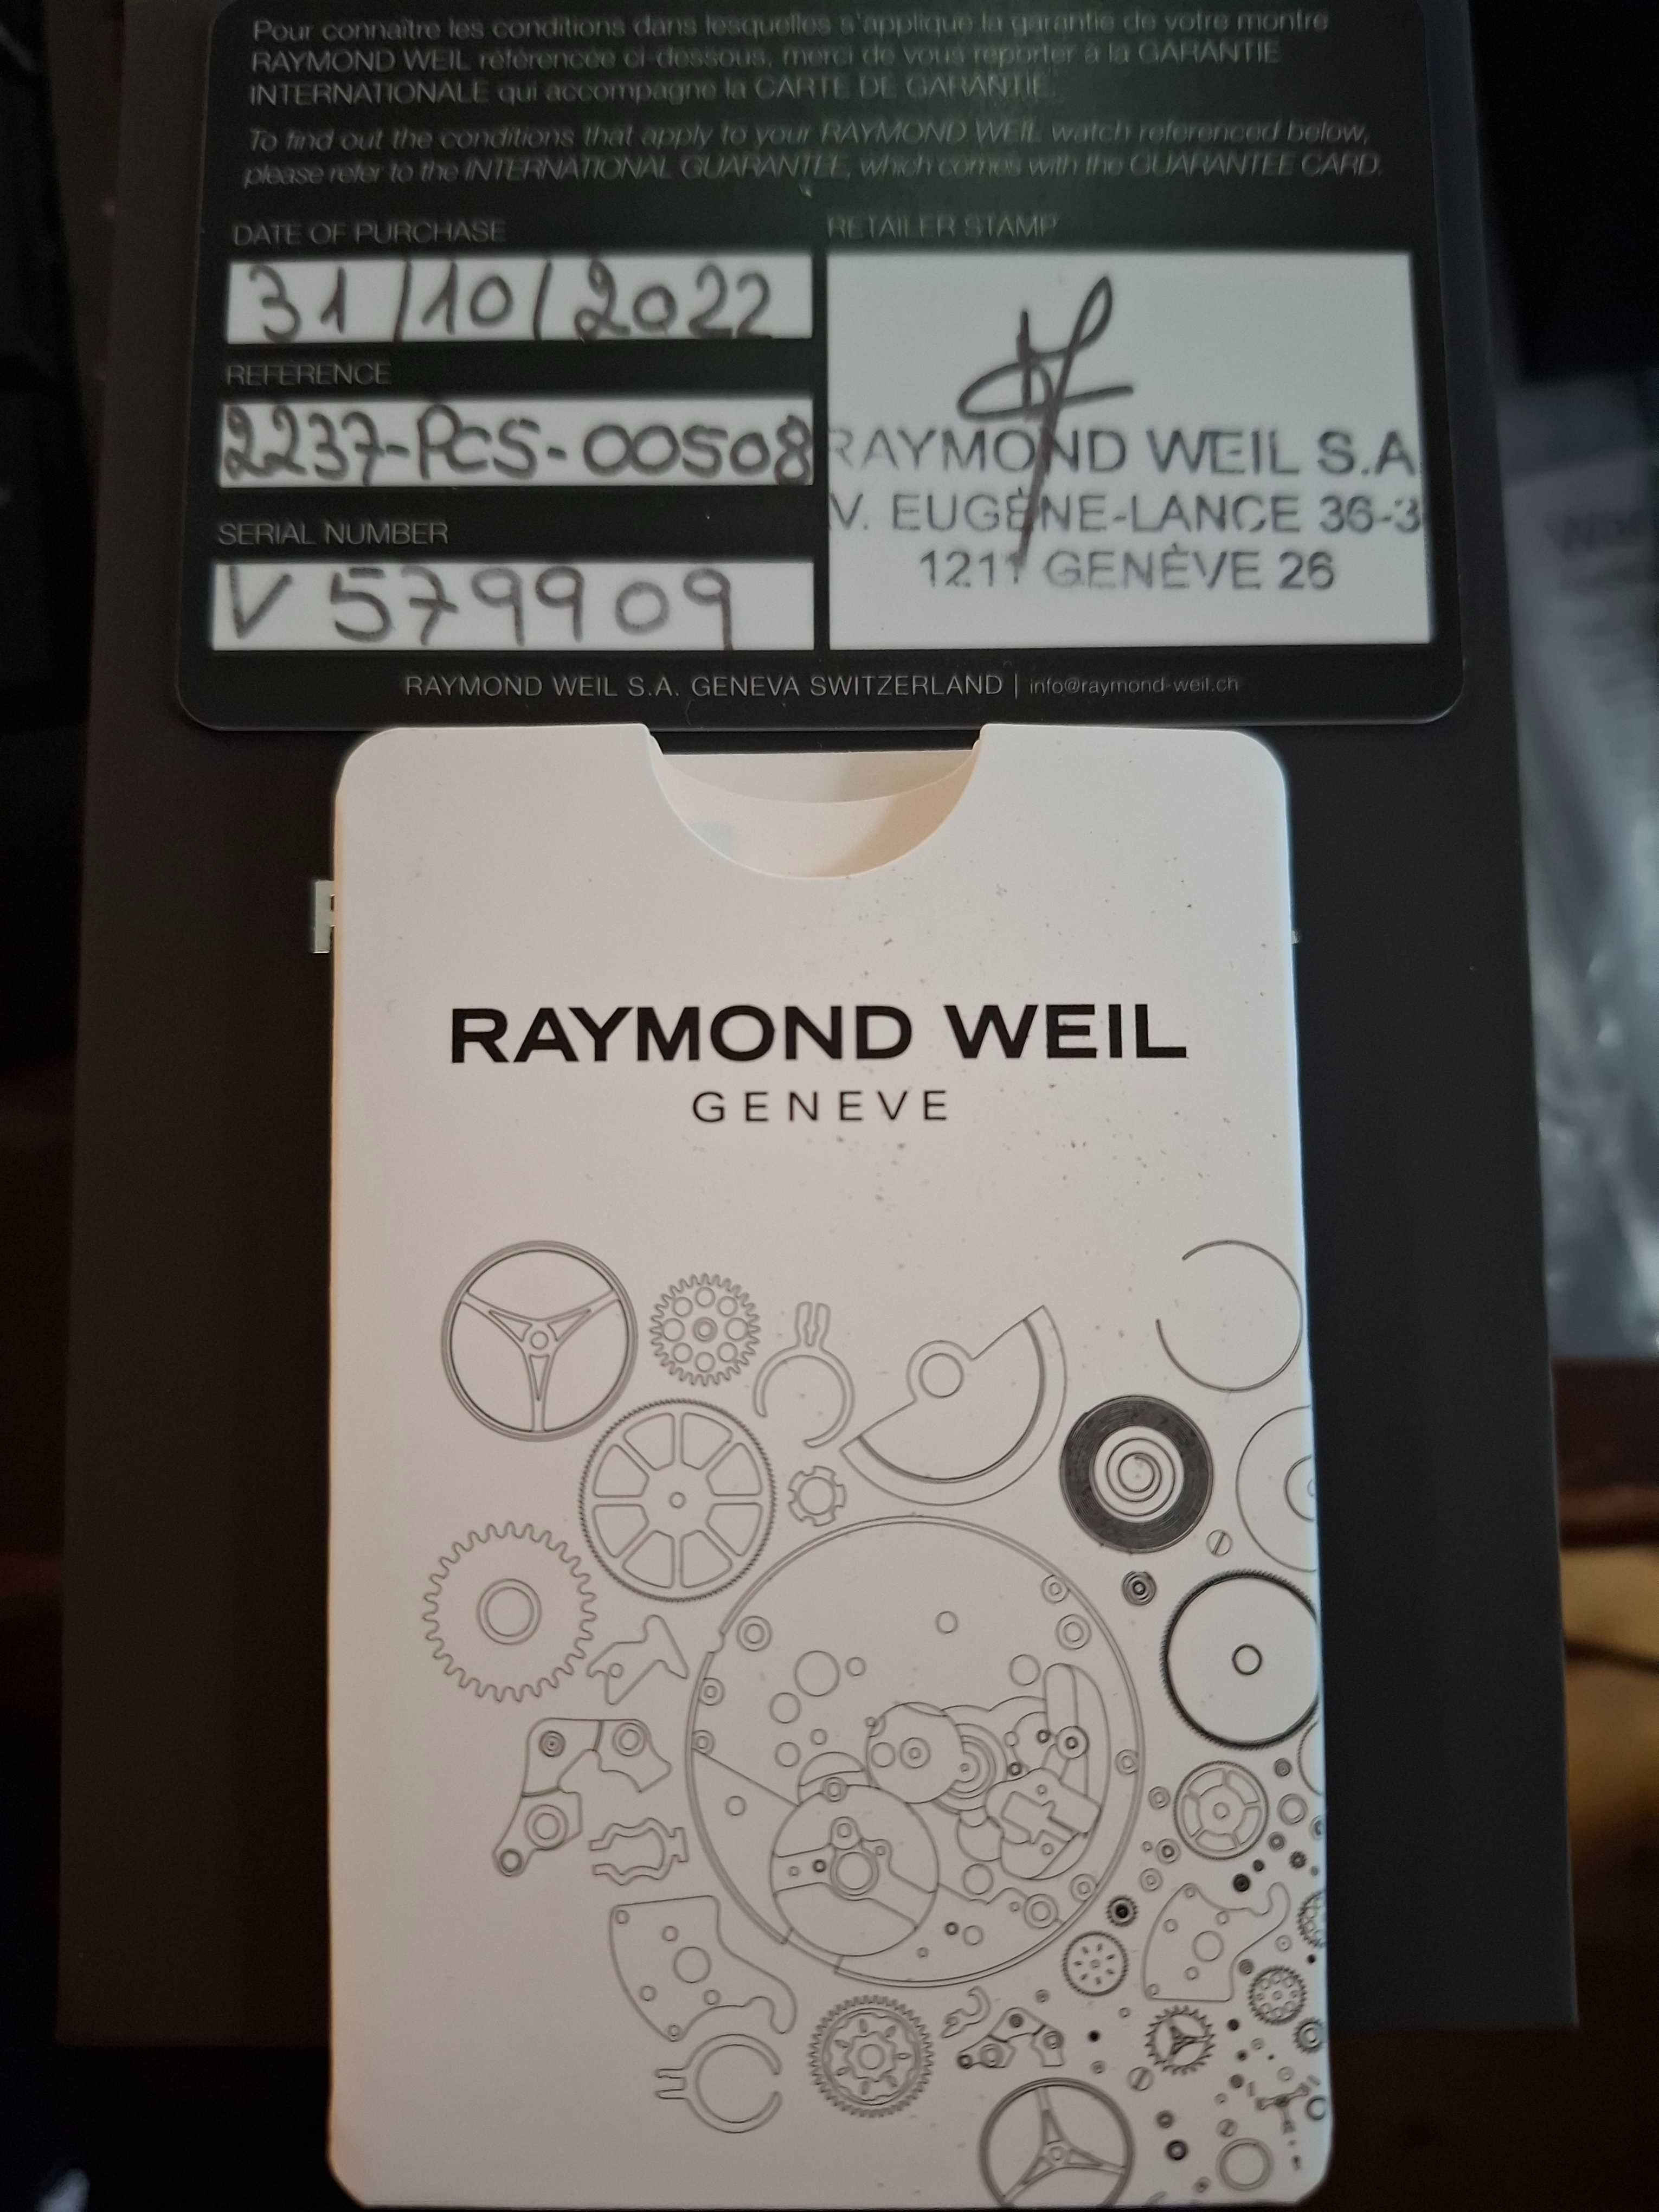 Pour connaître les conditions dans lesquelles s'applique la garantie de votre montre
RAYMOND WEIL référencée ci-dessous, merci de vous reporter à la GARANTIE
INTERNATIONALE qui accompagne la CARTE DE GARANTIE.
To find out the conditions that apply to your RAYMOND WEIL watch referenced below,
please refer to the INTERNATIONAL GUARANTEE, which comes with the GUARANTEE CARD.
DATE OF PURCHASE
31/10/2022
REFERENCE
2237-PCS-00508
SERIAL NUMBER
V579909
RETAILER STAMP
RAYMOND WEIL S.A
V. EUGÈNE-LANCE 36-3
1211 GENÈVE 26
RAYMOND WEIL S.A. GENEVA SWITZERLAND | info@raymond-weil.ch
RAYMOND WEIL
GENEVE